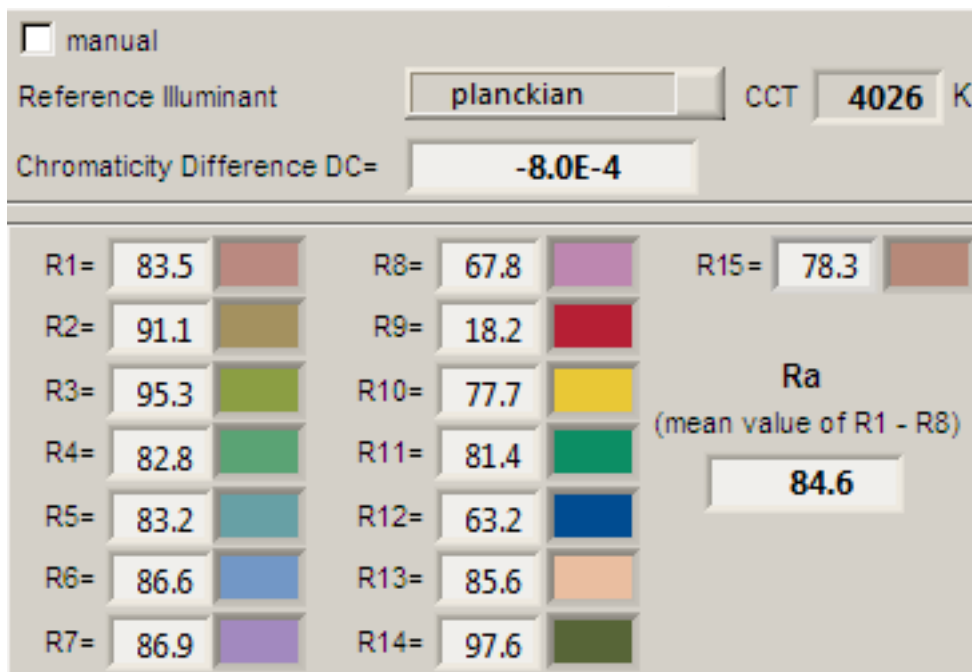 manual
Reference Illuminant planckian CCT 4026 K
Chromaticity Difference DC= -8.0E-4
R1= 83.5 R8= 67.8 R15= 78.3
R2= 91.1 R9= 18.2
R3= 95.3 R10= 77.7 Ra
(mean value of R1 - R8)
R4= 82.8 R11= 81.4 84.6
R5= 83.2 R12= 63.2
R6= 86.6 R13= 85.6
R7= 86.9 R14= 97.6